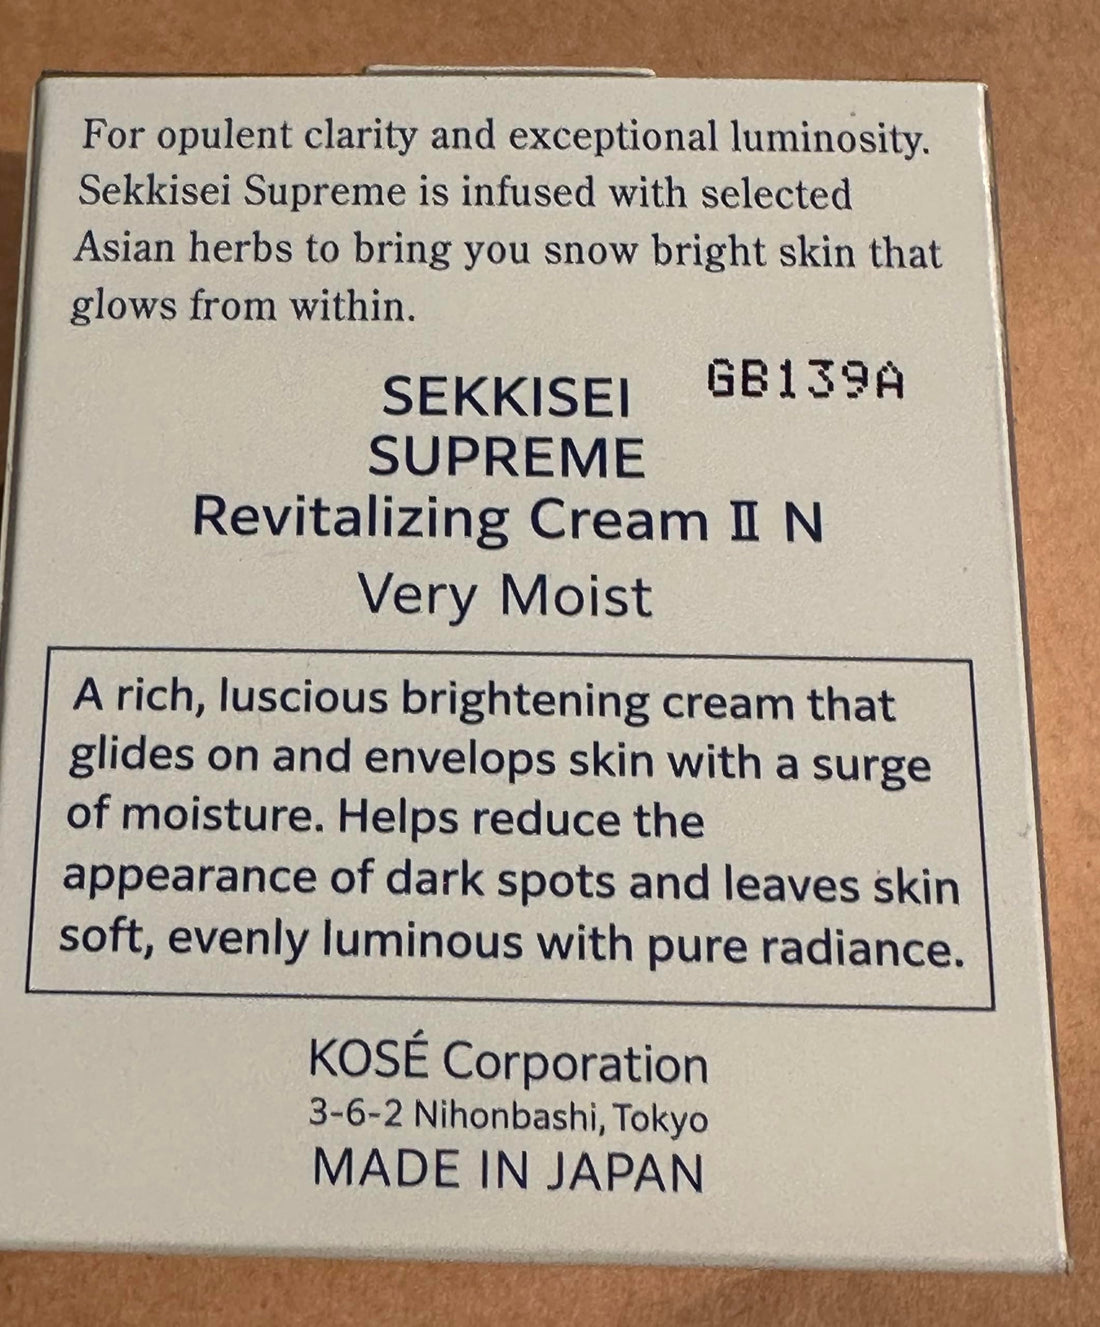 For opulent clarity and exceptional luminosity.
Sekkisei Supreme is infused with selected
Asian herbs to bring you snow bright skin that
glows from within.
GB139A
SEKKISEI
SUPREME
Revitalizing Cream Ⅱ N
Very Moist
A rich, luscious brightening cream that
glides on and envelops skin with a surge
of moisture. Helps reduce the
appearance of dark spots and leaves skin
soft, evenly luminous with pure radiance.
KOSÉ Corporation
3-6-2 Nihonbashi, Tokyo
MADE IN JAPAN